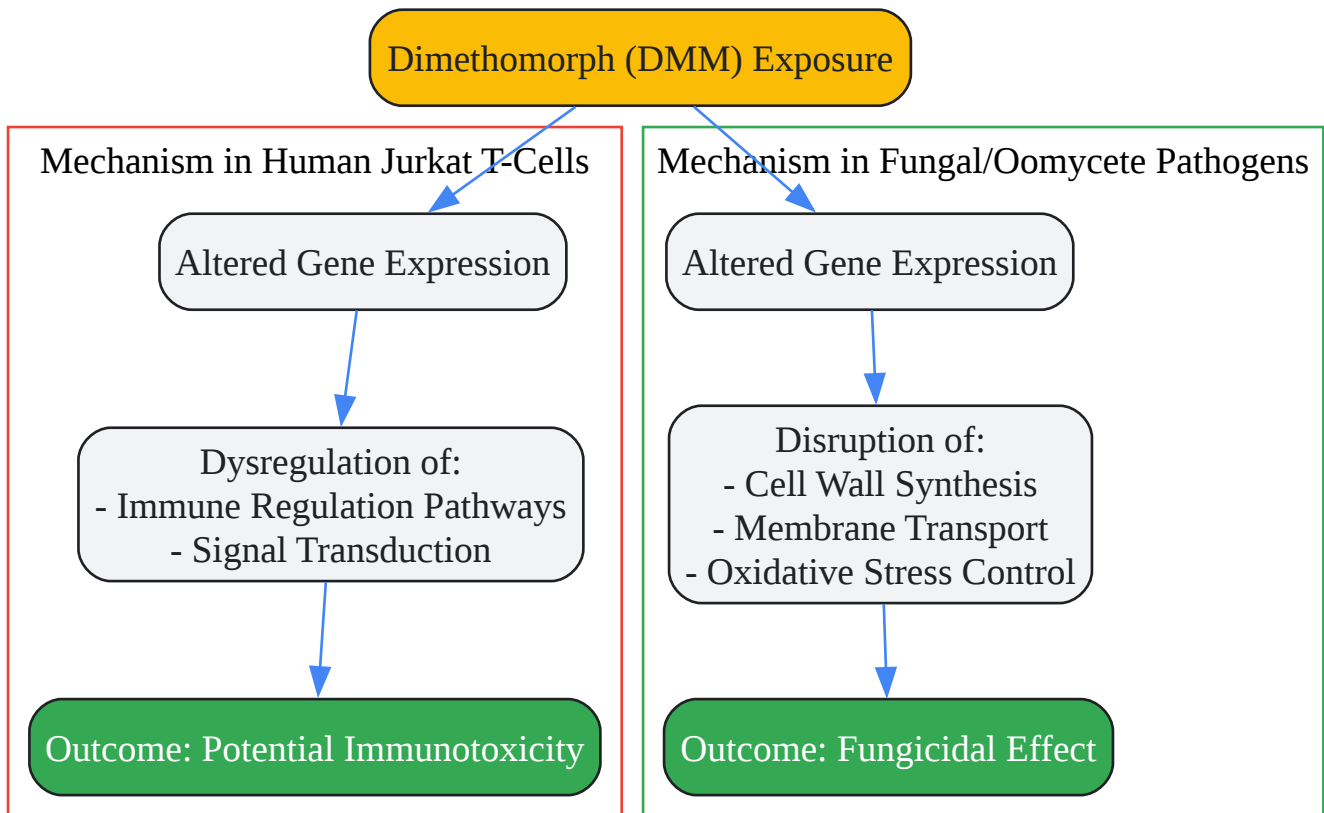 Dimethomorph (DMM) Exposure
Mechanism in Human Jurkat T-Cells
Altered Gene Expression
Dysregulation of:
- Immune Regulation Pathways
- Signal Transduction
Outcome: Potential Immunotoxicity
Mechanism in Fungal/Oomycete Pathogens
Altered Gene Expression
Disruption of:
- Cell Wall Synthesis
- Membrane Transport
- Oxidative Stress Control
Outcome: Fungicidal Effect